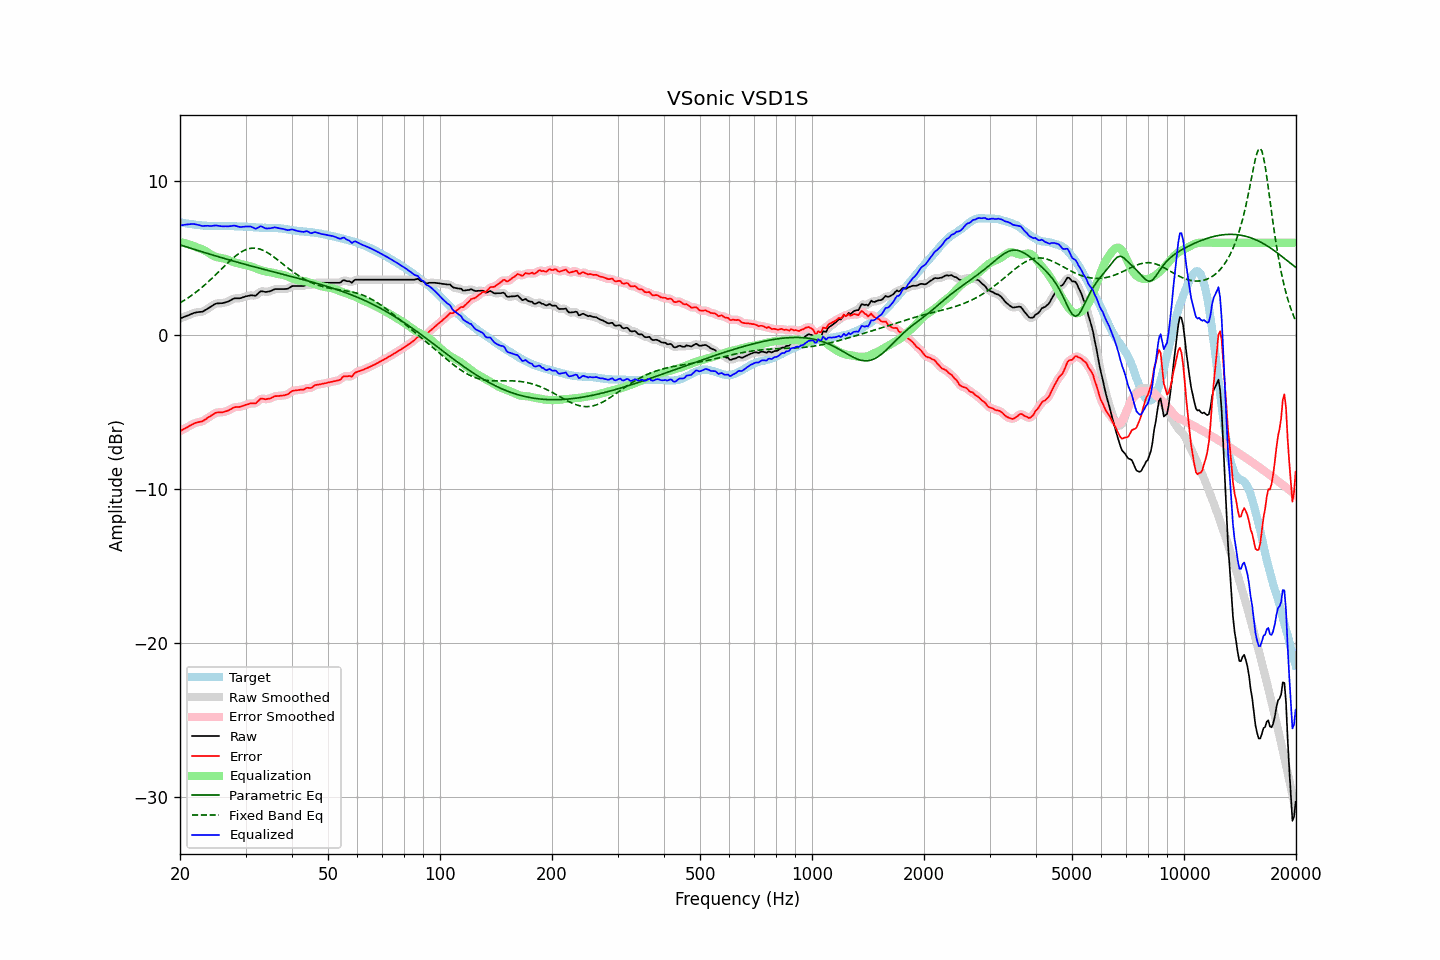 VSonic VSD1S
Amplitude (dBr)
10
0
−10
−20
−30
Target
Raw Smoothed
Error Smoothed
Raw
Error
Equalization
Parametric Eq
Fixed Band Eq
Equalized
20 50 100 200 500 1000 2000 5000 10000 20000
Frequency (Hz)